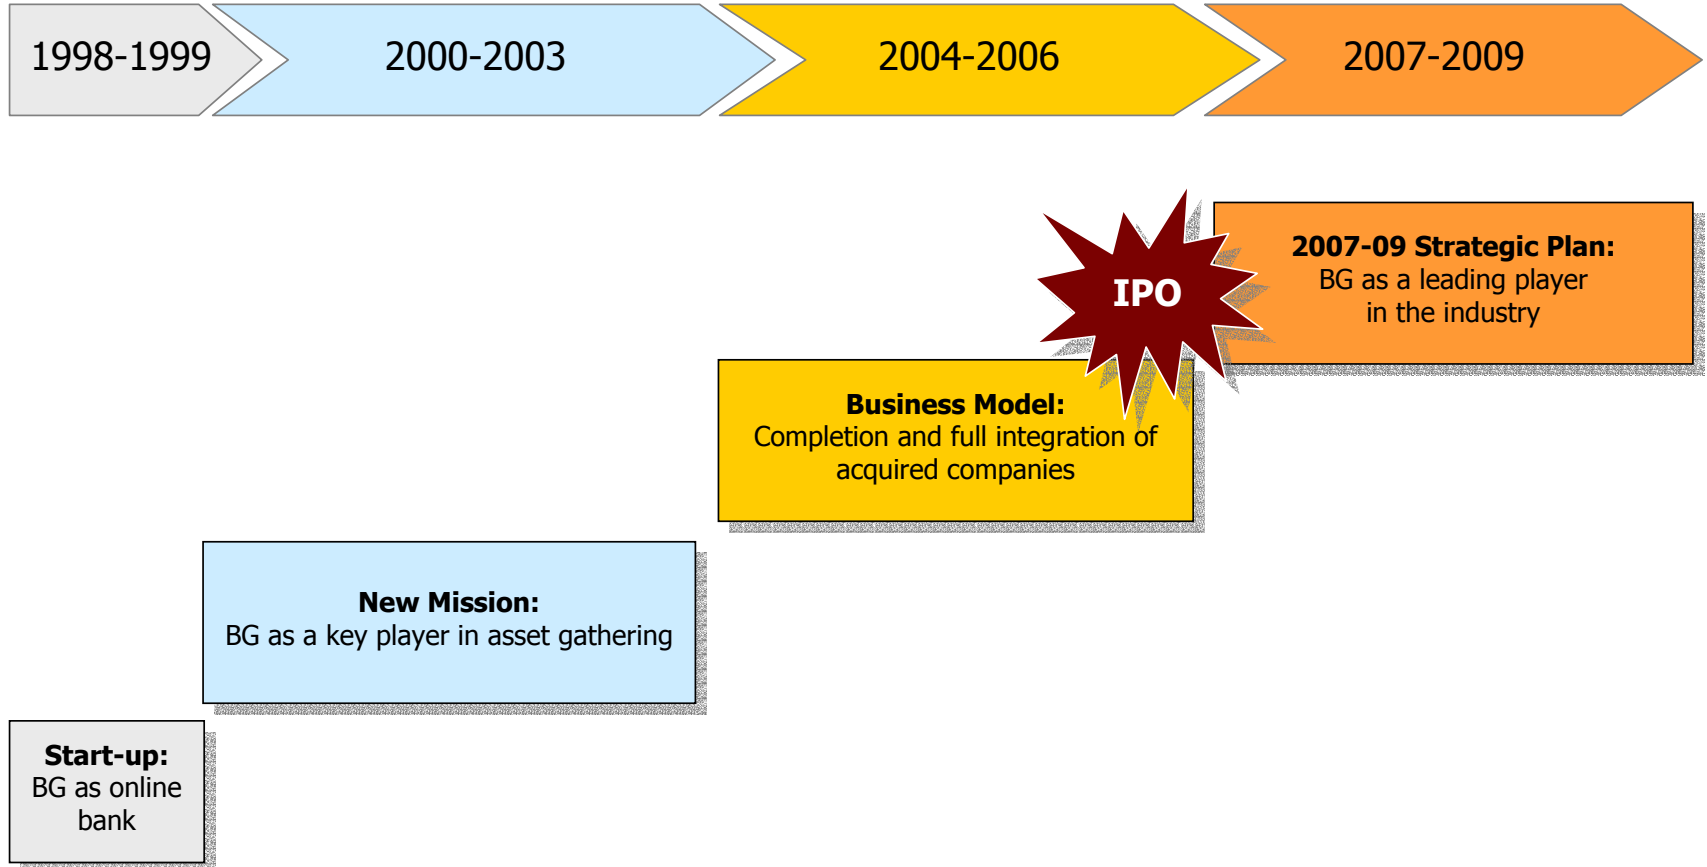 1998-1999
2000-2003
2004-2006
2007-2009
2007-09 Strategic Plan:
BG as a leading player
in the industry
IPO
Business Model:
Completion and full integration of
acquired companies
New Mission:
BG as a key player in asset gathering
Start-up:
BG as online
bank